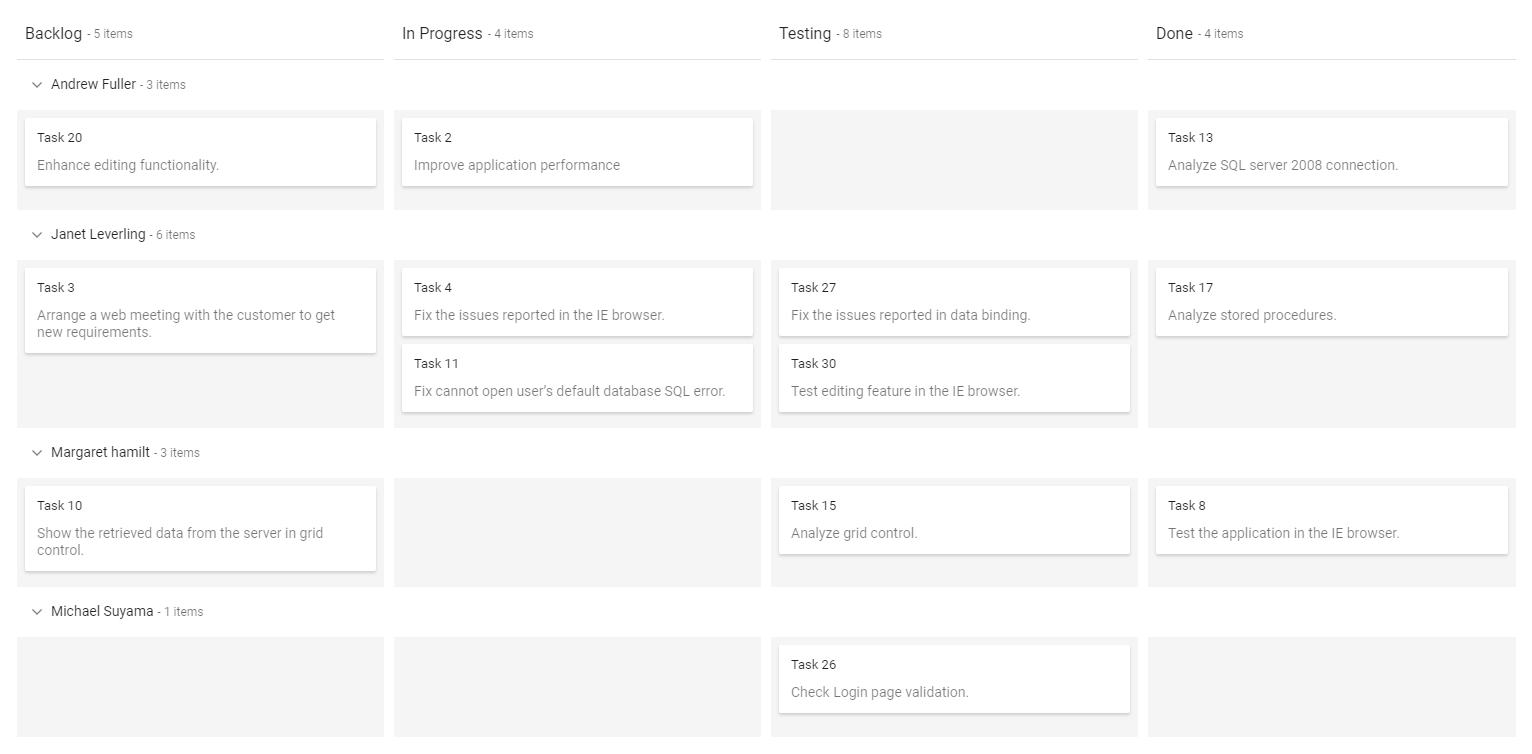 Backlog - 5 items
In Progress - 4 items
Testing - 8 items
Done - 4 items
Andrew Fuller - 3 items
Task 20
Enhance editing functionality.
Task 2
Improve application performance
Task 13
Analyze SQL server 2008 connection.
Janet Leverling - 6 items
Task 3
Arrange a web meeting with the customer to get
new requirements.
Task 4
Fix the issues reported in the IE browser.
Task 11
Fix cannot open user's default database SQL error.
Task 27
Fix the issues reported in data binding.
Task 30
Test editing feature in the IE browser.
Task 17
Analyze stored procedures.
Margaret hamilt - 3 items
Task 10
Show the retrieved data from the server in grid
control.
Task 15
Analyze grid control.
Task 8
Test the application in the IE browser.
Michael Suyama - 1 items
Task 26
Check Login page validation.